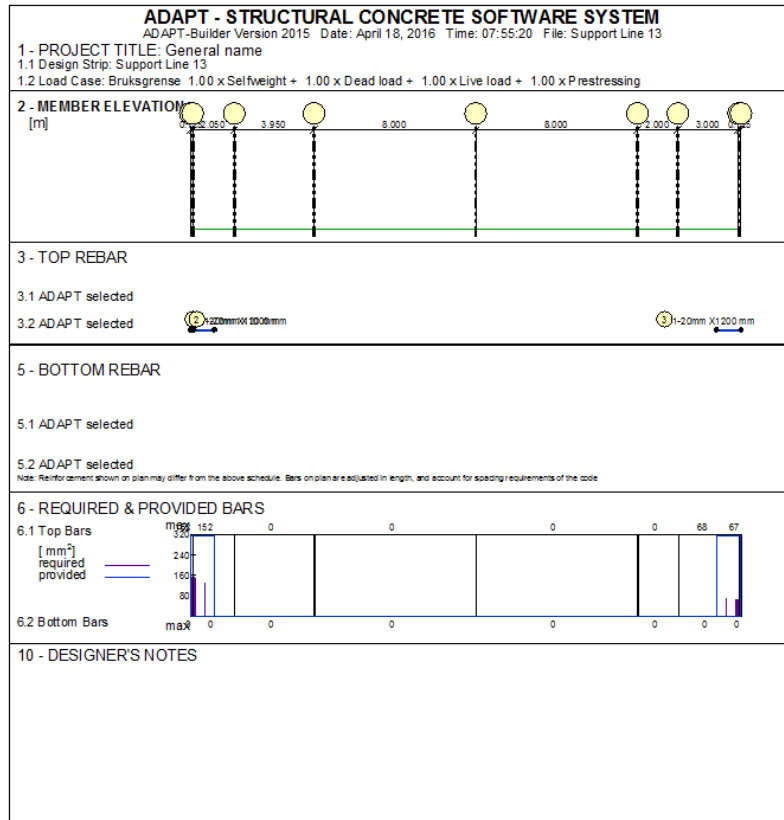 ADAPT - STRUCTURAL CONCRETE SOFTWARE SYSTEM
ADAPT-Builder Version 2015 Date: April 18, 2016 Time: 07:55:20 File: Support Line 13
1 - PROJECT TITLE: General name
1.1 Design Strip: Support Line 13
1.2 Load Case: Bruksgrense 1.00 x Selfweight + 1.00 x Dead load + 1.00 x Live load + 1.00 x Prestressing
2 - MEMBER ELEVATION
[m] 2.050 3.950 8.000 8.000 2.000 3.000
3 - TOP REBAR
3.1 ADAPT selected
3.2 ADAPT selected 2 3 1-20mm X1200 mm
5 - BOTTOM REBAR
5.1 ADAPT selected
5.2 ADAPT selected
Note: Reinforcement shown on plan may differ from the above schedule. Bars on plan are adjusted in length, and account for spacing requirements of the code
6 - REQUIRED & PROVIDED BARS
6.1 Top Bars max 152 0 0 0 0 68 67
320
[ mm²] 240
required
provided 160
80
6.2 Bottom Bars max 0 0 0 0 0 0 0
10 - DESIGNER'S NOTES